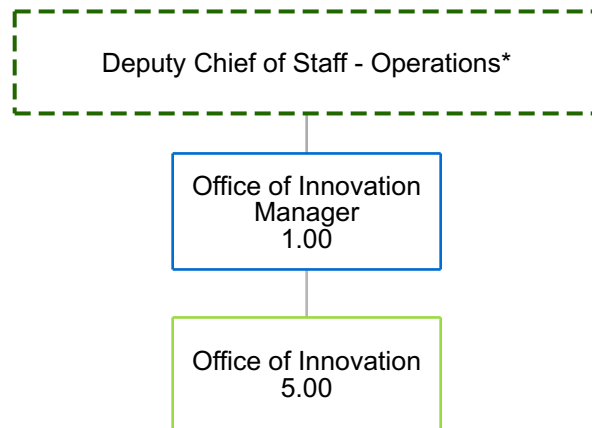 Deputy Chief of Staff - Operations*
Office of Innovation
Manager
1.00
Office of Innovation
5.00